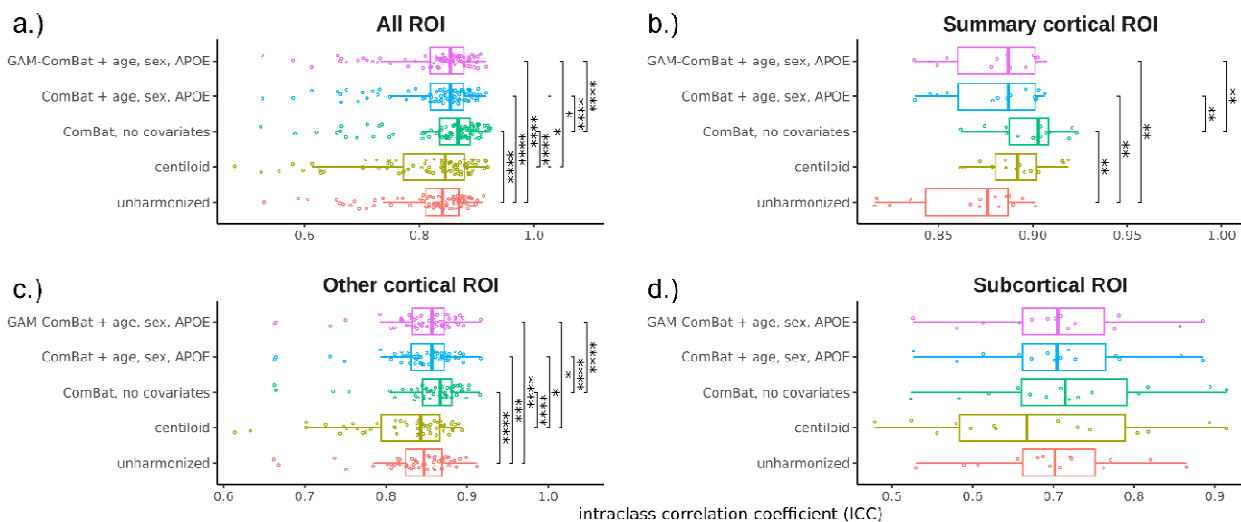 a.)
All ROI
GAM-ComBat + age, sex, APOE
ComBat + age, sex, APOE
ComBat, no covariates
centiloid
unharmonized
**** **** **** **** * * **** ****
0.6 0.8 1.0
b.)
Summary cortical ROI
GAM-ComBat + age, sex, APOE
ComBat + age, sex, APOE
ComBat, no covariates
centiloid
unharmonized
** ** ** ** **
0.85 0.90 0.95 1.00
c.)
Other cortical ROI
GAM-ComBat + age, sex, APOE
ComBat + age, sex, APOE
ComBat, no covariates
centiloid
unharmonized
**** *** **** **** * * **** ****
0.6 0.7 0.8 0.9 1.0
d.)
Subcortical ROI
GAM-ComBat + age, sex, APOE
ComBat + age, sex, APOE
ComBat, no covariates
centiloid
unharmonized
0.5 0.6 0.7 0.8 0.9
intraclass correlation coefficient (ICC)